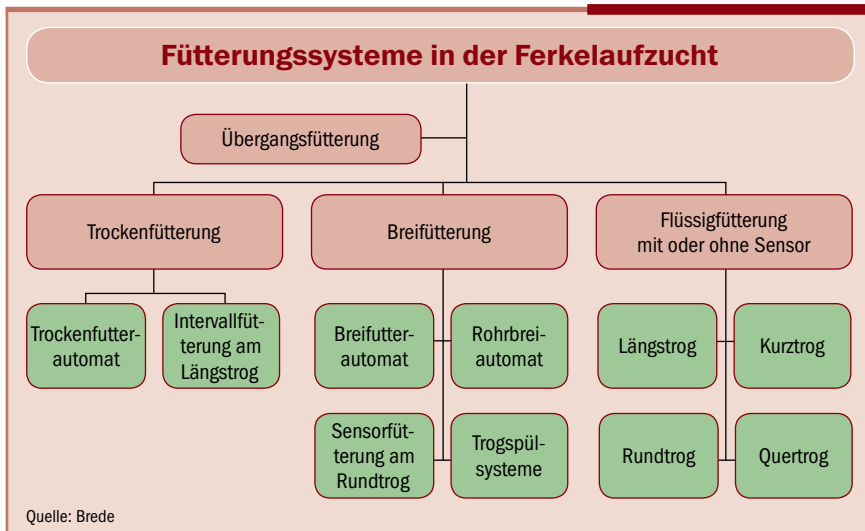 Fütterungssysteme in der Ferkelaufzucht
Übergangsfütterung
Trockenfütterung
Breifütterung
Flüssigfütterung
mit oder ohne Sensor
Trockenfutter-
automat
Intervallfüt-
terung am
Längstrog
Breifutter-
automat
Rohrbrei-
automat
Längstrog
Kurztrog
Sensorfüt-
terung am
Rundtrog
Trogspül-
systeme
Rundtrog
Quertrog
Quelle: Brede